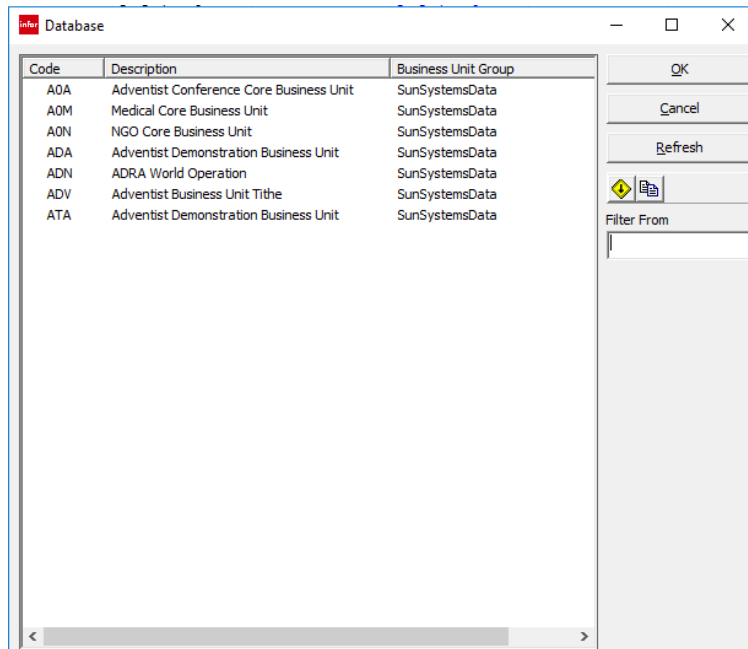 infor Database
Code Description Business Unit Group
A0A Adventist Conference Core Business Unit SunSystemsData
A0M Medical Core Business Unit SunSystemsData
A0N NGO Core Business Unit SunSystemsData
ADA Adventist Demonstration Business Unit SunSystemsData
ADN ADRA World Operation SunSystemsData
ADV Adventist Business Unit Tithe SunSystemsData
ATA Adventist Demonstration Business Unit SunSystemsData
OK
Cancel
Refresh
Filter From